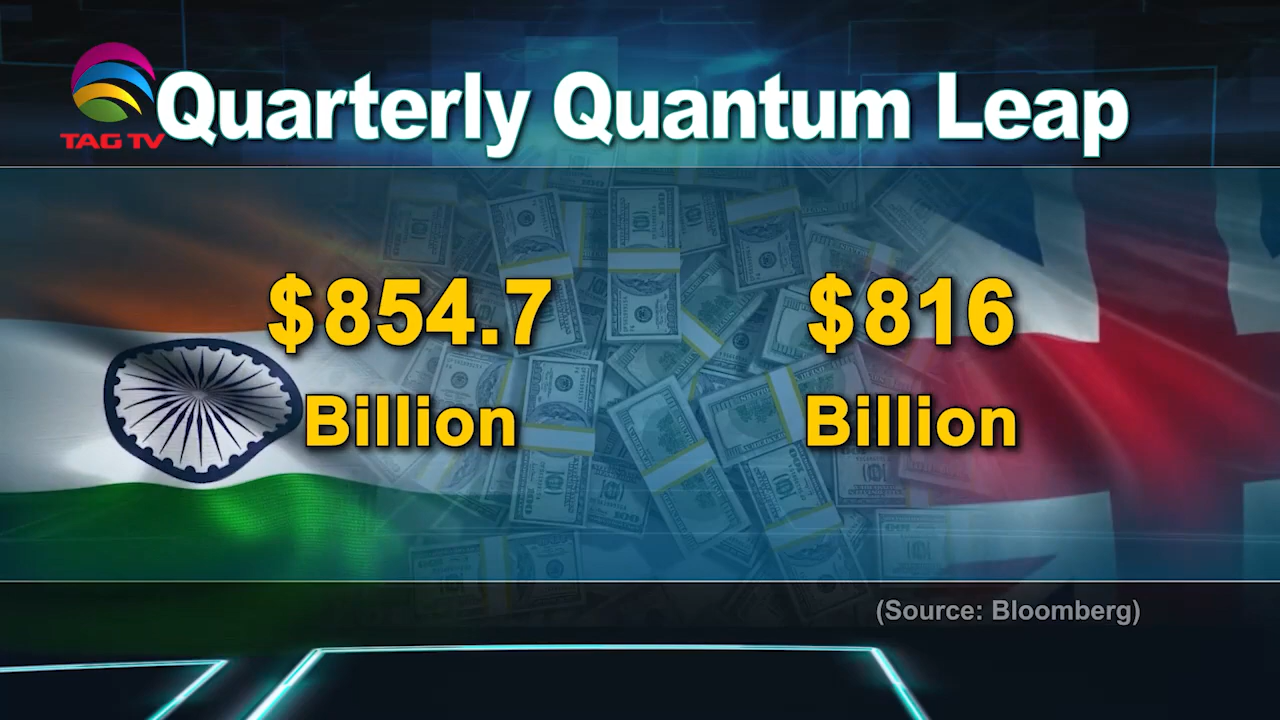 TAG TV
Quarterly Quantum Leap
$854.7
Billion
$816
Billion
(Source: Bloomberg)